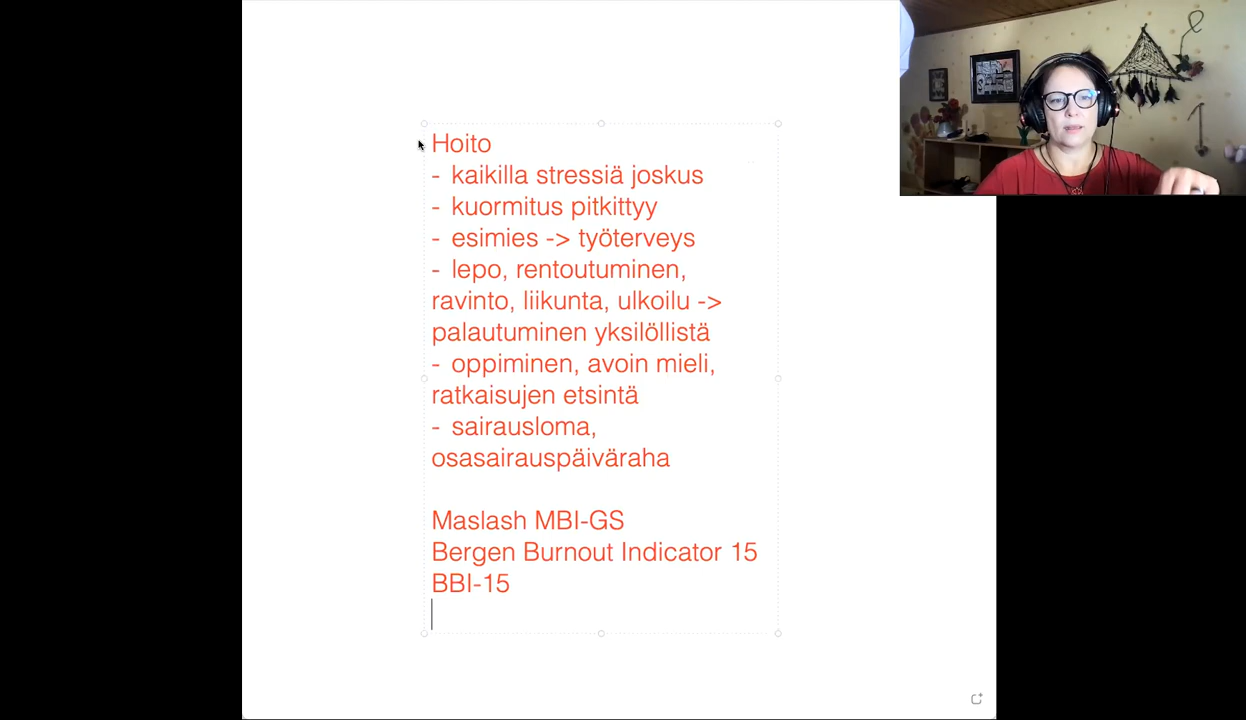 Hoito
- kaikilla stressiä joskus
- kuormitus pitkittyy
- esimies -> työterveys
- lepo, rentoutuminen,
ravinto, liikunta, ulkoilu ->
palautuminen yksilöllistä
- oppiminen, avoin mieli,
ratkaisujen etsintä
- sairausloma,
osasairauspäiväraha
Maslash MBI-GS
Bergen Burnout Indicator 15
BBI-15